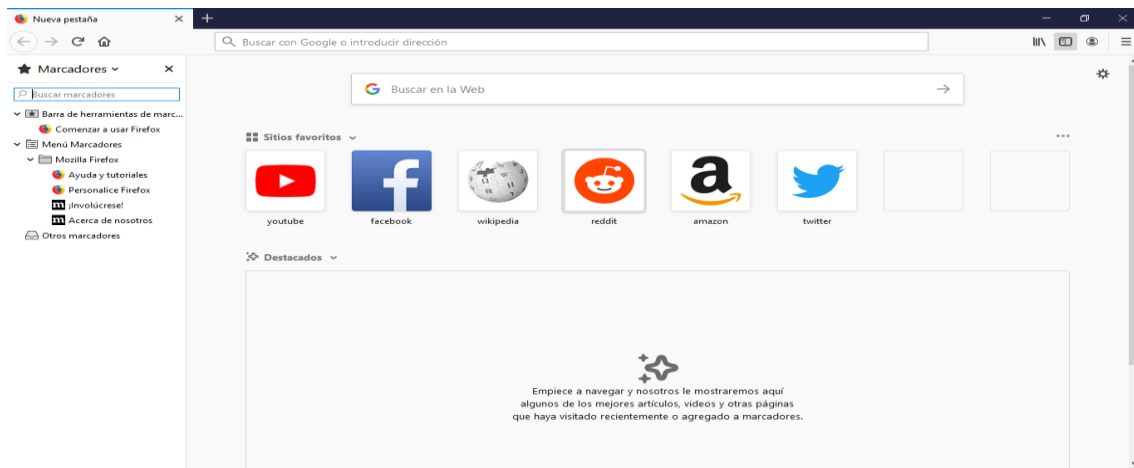 Nueva pestaña
Buscar con Google o introducir dirección
Marcadores
Buscar marcadores
Barra de herramientas de marc...
Comenzar a usar Firefox
Menú Marcadores
Mozilla Firefox
Ayuda y tutoriales
Personalice Firefox
¡Involúcrese!
Acerca de nosotros
Otros marcadores
Buscar en la Web
Sitios favoritos
youtube facebook wikipedia reddit amazon twitter
Destacados
Empiece a navegar y nosotros le mostraremos aquí
algunos de los mejores artículos, videos y otras páginas
que haya visitado recientemente o agregado a marcadores.